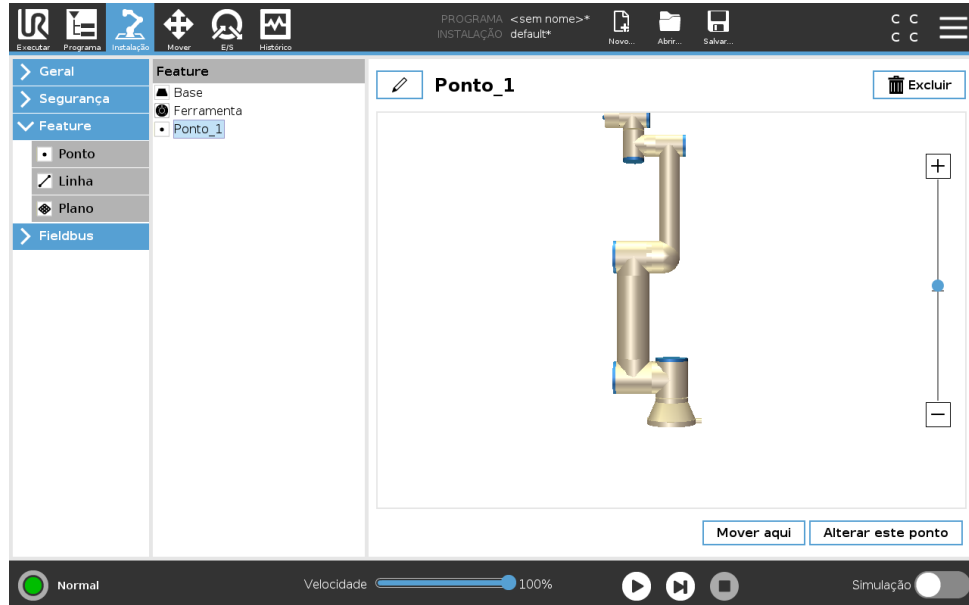 UR
Executar Programa Instalação Mover E/S Histórico
PROGRAMA <sem nome>*
INSTALAÇÃO default*
Novo... Abrir... Salvar...
C C
C C
Geral
Segurança
Feature
Ponto
Linha
Plano
Fieldbus
Feature
Base
Ferramenta
Ponto_1
Ponto_1
Excluir
Mover aqui
Alterar este ponto
Normal
Velocidade 100%
Simulação